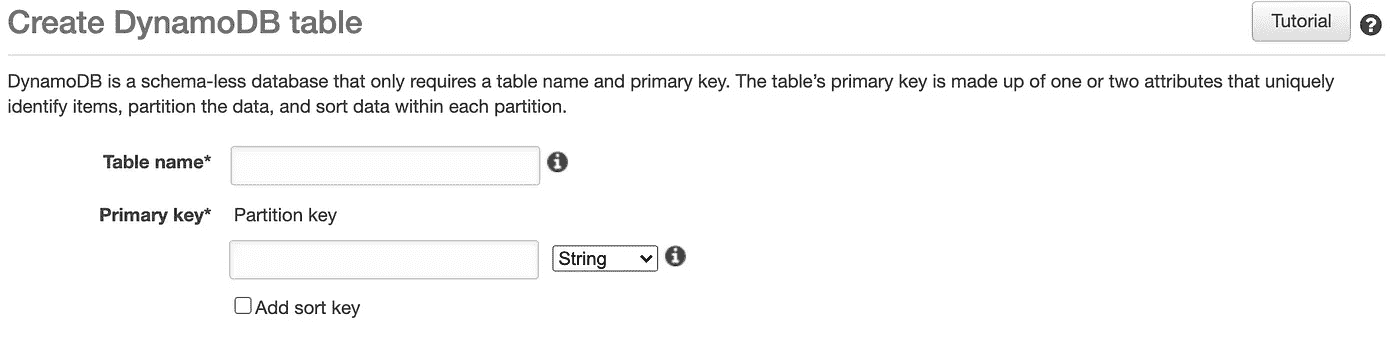 Create DynamoDB table
Tutorial
DynamoDB is a schema-less database that only requires a table name and primary key. The table's primary key is made up of one or two attributes that uniquely
identify items, partition the data, and sort data within each partition.
Table name*
Primary key* Partition key
String
Add sort key